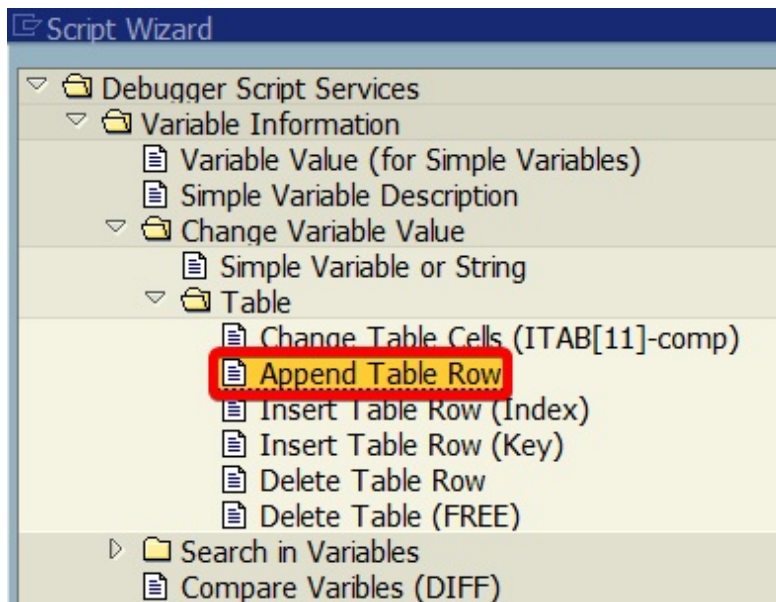 Script Wizard
Debugger Script Services
Variable Information
Variable Value (for Simple Variables)
Simple Variable Description
Change Variable Value
Simple Variable or String
Table
Change Table Cells (ITAB[11]-comp)
Append Table Row
Insert Table Row (Index)
Insert Table Row (Key)
Delete Table Row
Delete Table (FREE)
Search in Variables
Compare Varibles (DIFF)